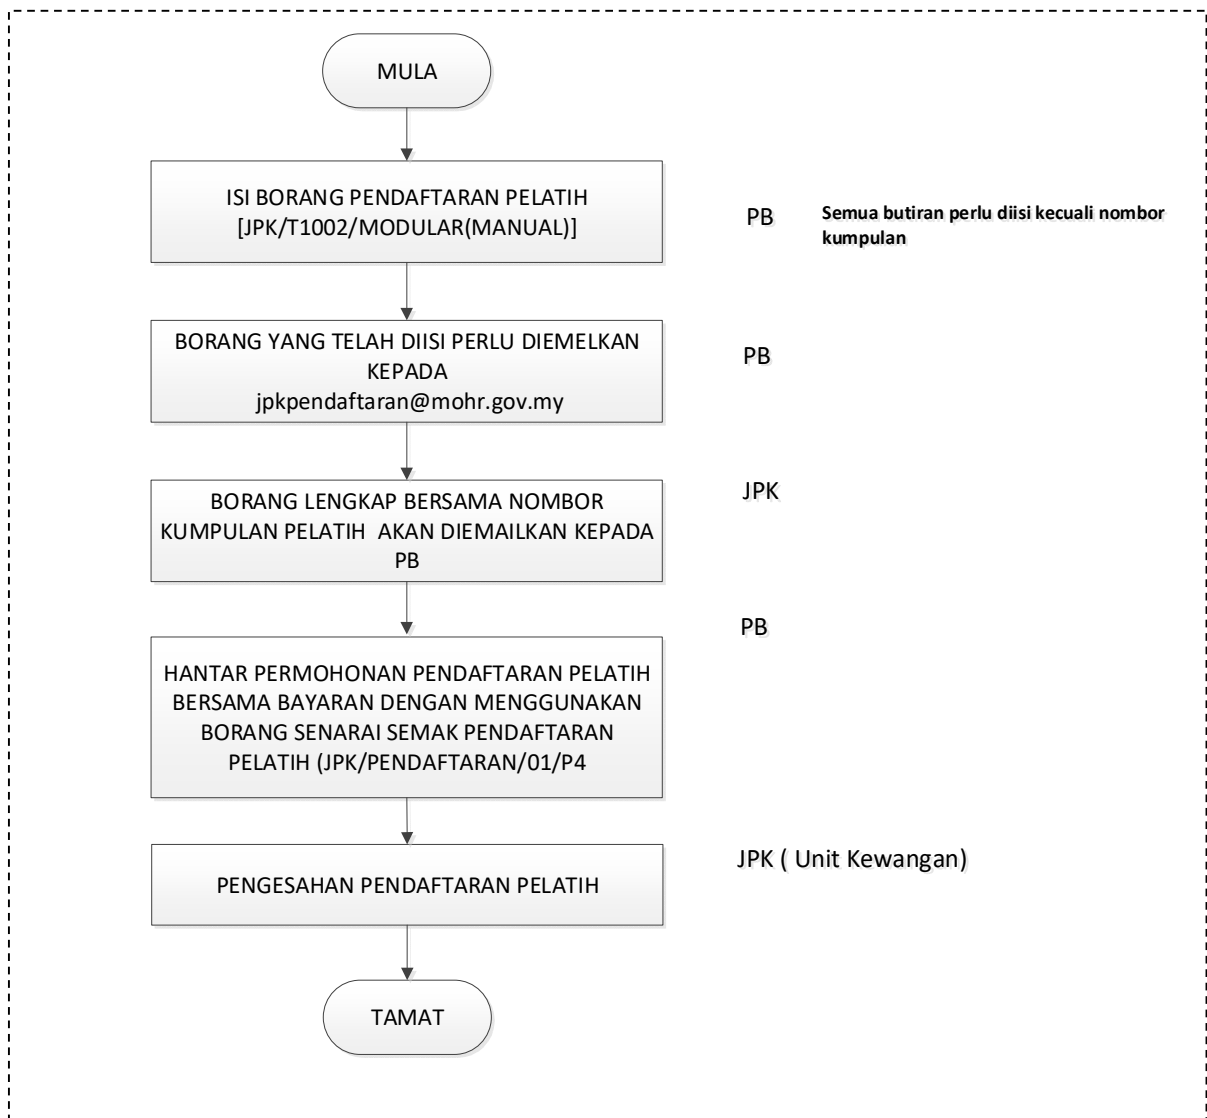 MULA
ISI BORANG PENDAFTARAN PELATIH
[JPK/T1002/MODULAR(MANUAL)]
PB
Semua butiran perlu diisi kecuali nombor
kumpulan
BORANG YANG TELAH DIISI PERLU DIEMELKAN
KEPADA
jpkpendaftaran@mohr.gov.my
PB
BORANG LENGKAP BERSAMA NOMBOR
KUMPULAN PELATIH AKAN DIEMAILKAN KEPADA
PB
JPK
HANTAR PERMOHONAN PENDAFTARAN PELATIH
BERSAMA BAYARAN DENGAN MENGGUNAKAN
BORANG SENARAI SEMAK PENDAFTARAN
PELATIH (JPK/PENDAFTARAN/01/P4
PB
PENGESAHAN PENDAFTARAN PELATIH
JPK ( Unit Kewangan)
TAMAT